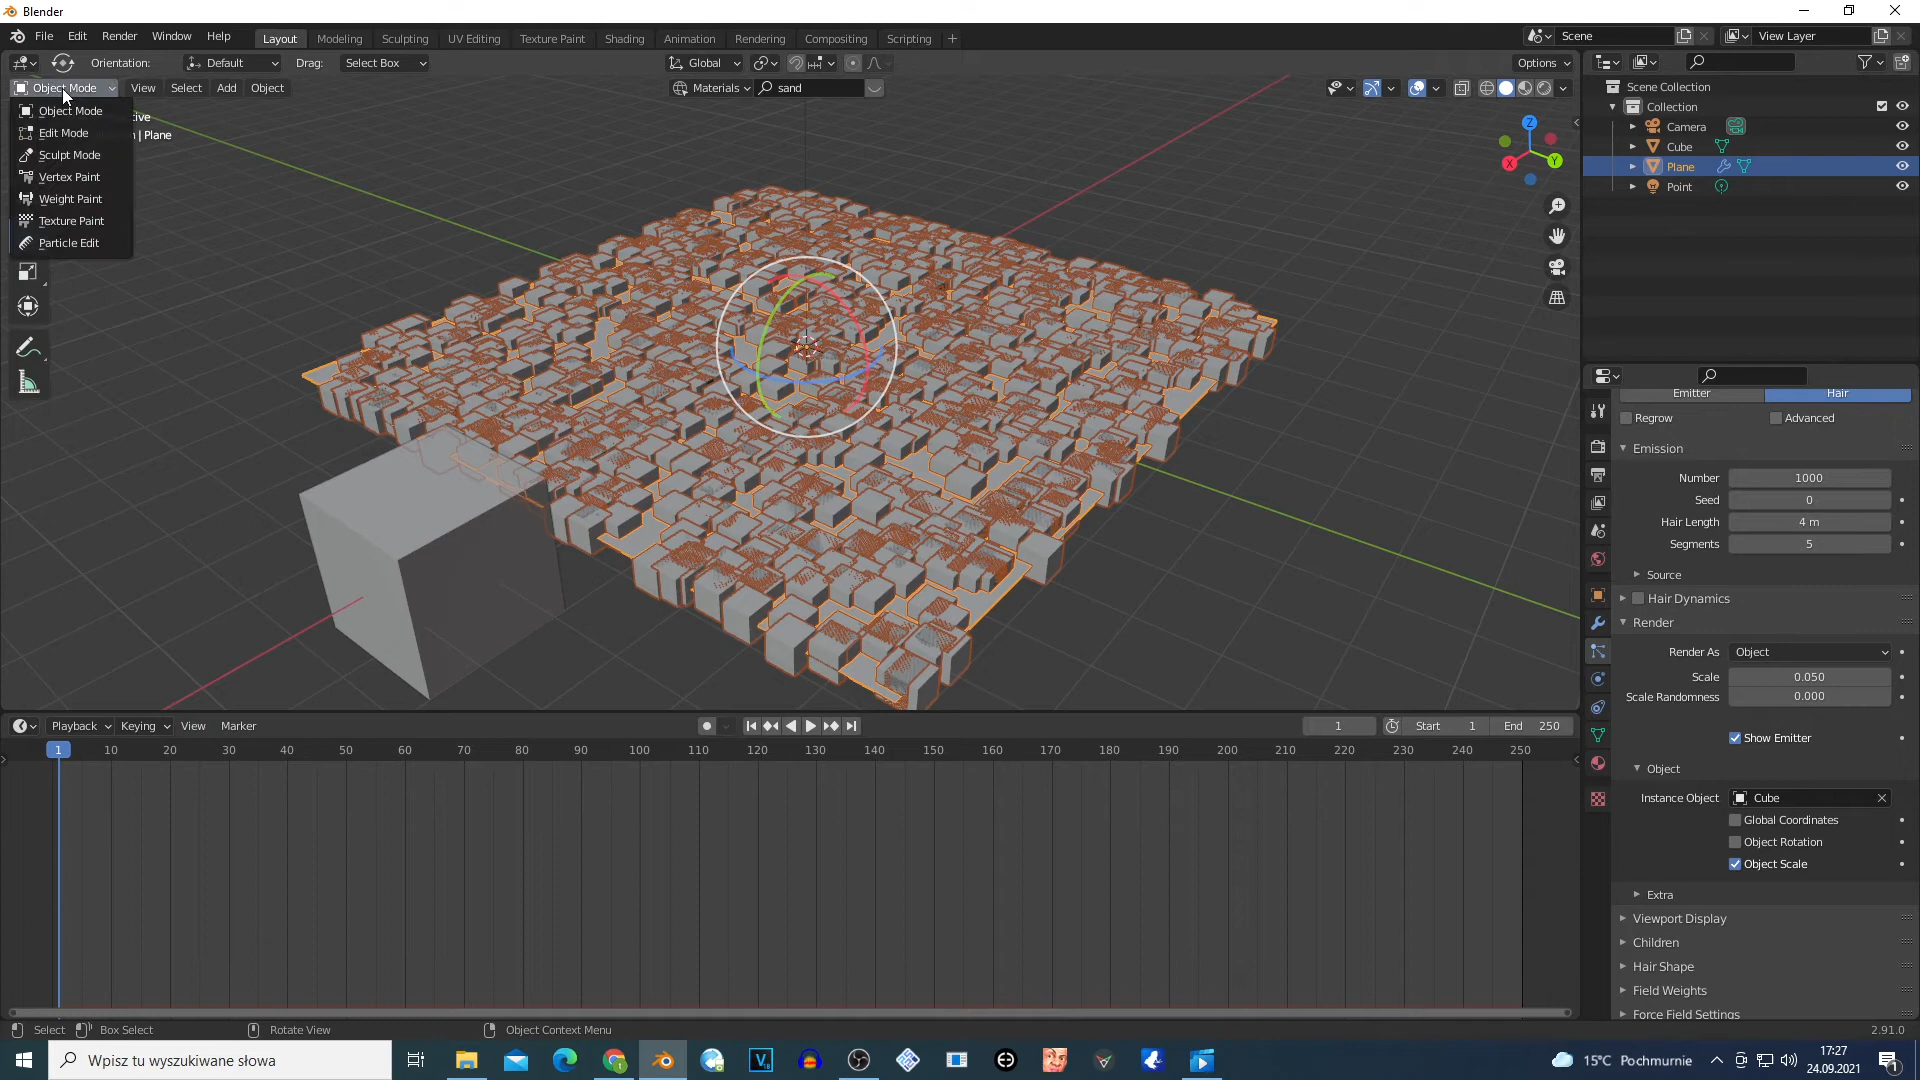 Blender
File Edit Render Window Help
Layout Modeling Sculpting UV Editing Texture Paint Shading Animation Rendering Compositing Scripting +
Scene
View Layer
Orientation: Default Drag: Select Box
Global
Options
Object Mode View Select Add Object
Materials sand
Object Mode
Edit Mode
Sculpt Mode
Vertex Paint
Weight Paint
Texture Paint
Particle Edit
| Plane
Z
X
Y
Scene Collection
Collection
Camera
Cube
Plane
Point
Emitter Hair
Regrow Advanced
Emission
Number 1000
Seed 0
Hair Length 4 m
Segments 5
Source
Hair Dynamics
Render
Render As Object
Scale 0.050
Scale Randomness 0.000
Show Emitter
Object
Instance Object Cube
Global Coordinates
Object Rotation
Object Scale
Extra
Viewport Display
Children
Hair Shape
Field Weights
Force Field Settings
Playback Keying View Marker
1 Start 1 End 250
1 10 20 30 40 50 60 70 80 90 100 110 120 130 140 150 160 170 180 190 200 210 220 230 240 250
Select Box Select Rotate View Object Context Menu
2.91.0
Wpisz tu wyszukiwane słowa
15°C Pochmurnie
17:27
24.09.2021
1